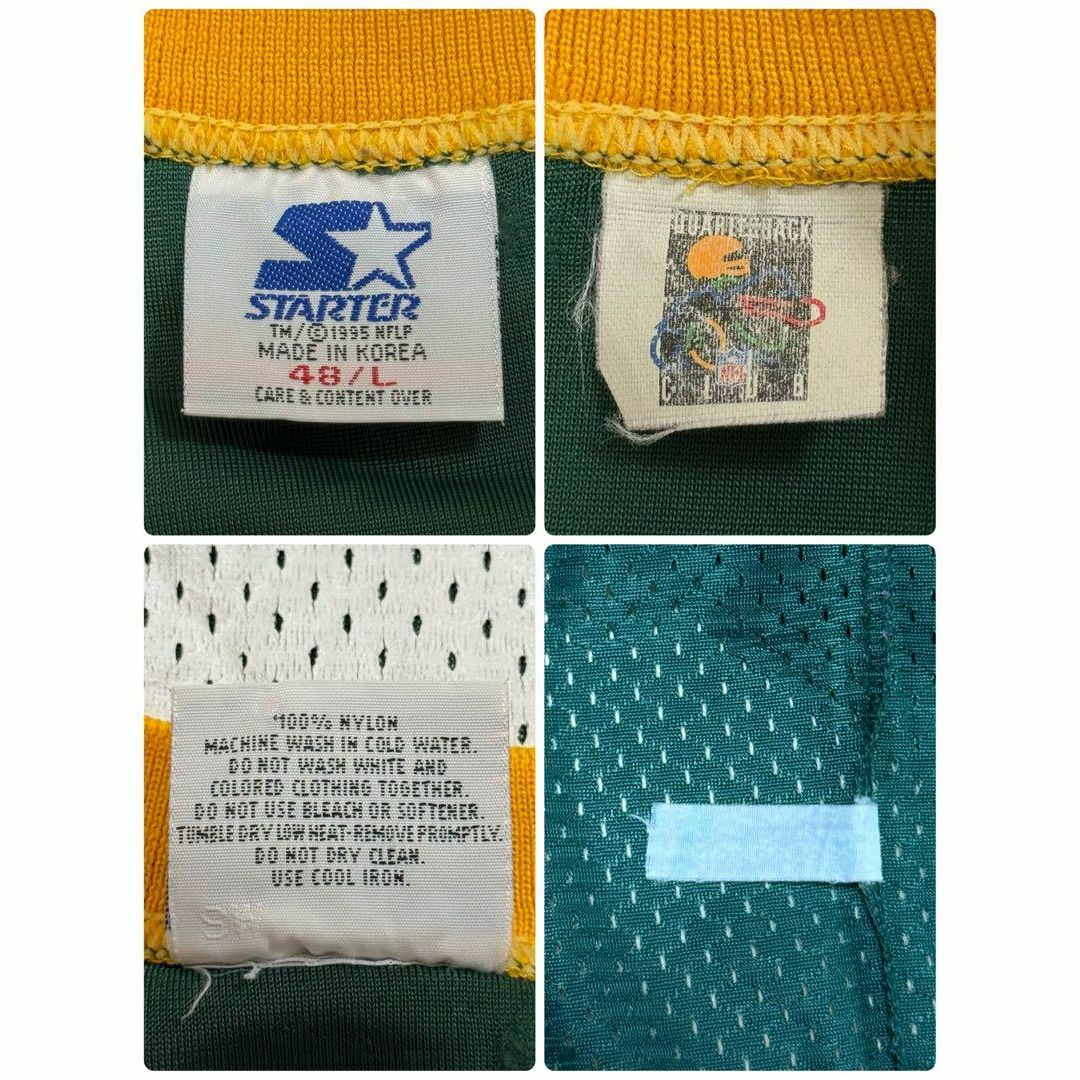 STARTER
TM/©1995 NFLP
MADE IN KOREA
48/L
CARE & CONTENT OVER
QUARTERBACK
NFL
CLUB
100% NYLON
MACHINE WASH IN COLD WATER.
DO NOT WASH WHITE AND
COLORED CLOTHING TOGETHER.
DO NOT USE BLEACH OR SOFTENER.
TUMBLE DRY LOW HEAT-REMOVE PROMPTLY.
DO NOT DRY CLEAN.
USE COOL IRON.